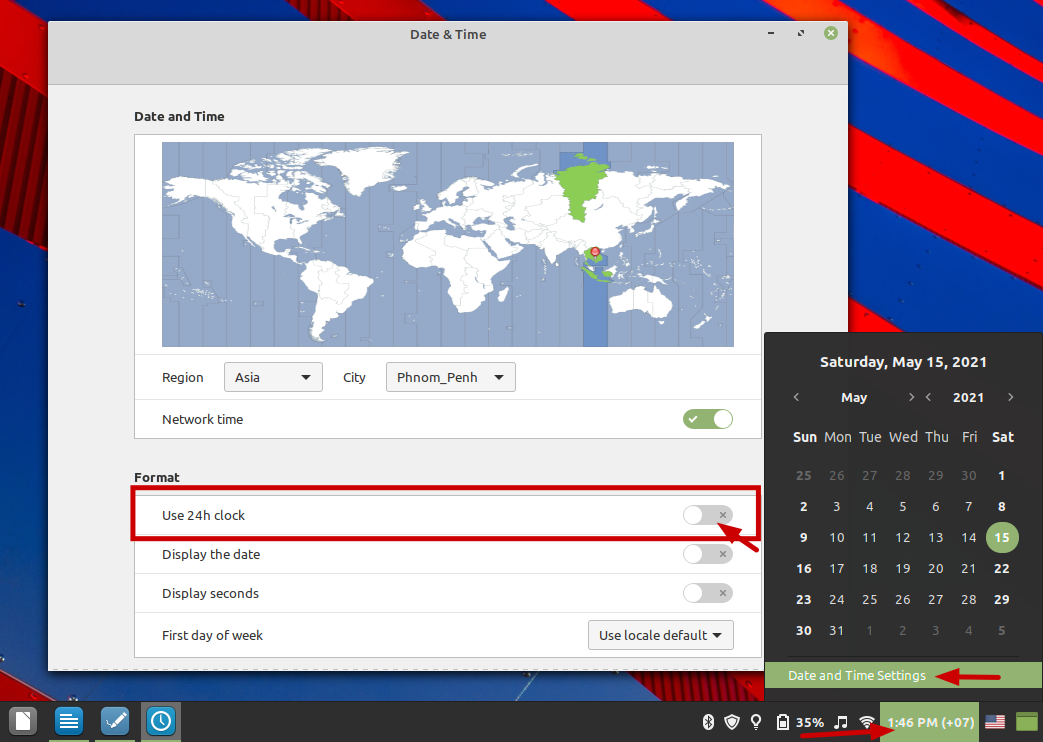 Date & Time
Date and Time
Region Asia City Phnom_Penh
Network time
Format
Use 24h clock
Display the date
Display seconds
First day of week Use locale default
Saturday, May 15, 2021
May 2021
Sun Mon Tue Wed Thu Fri Sat
25 26 27 28 29 30 1
2 3 4 5 6 7 8
9 10 11 12 13 14 15
16 17 18 19 20 21 22
23 24 25 26 27 28 29
30 31 1 2 3 4 5
Date and Time Settings
35% 1:46 PM (+07)